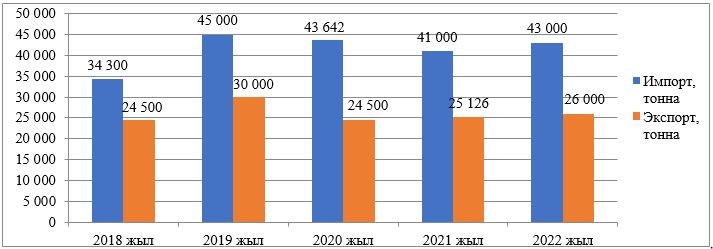 50 000
45 000
40 000
35 000
30 000
25 000
20 000
15 000
10 000
5 000
0
34 300
24 500
45 000
30 000
43 642
24 500
41 000
25 126
43 000
26 000
2018 жыл
2019 жыл
2020 жыл
2021 жыл
2022 жыл
Импорт,
тонна
Экспорт,
тонна